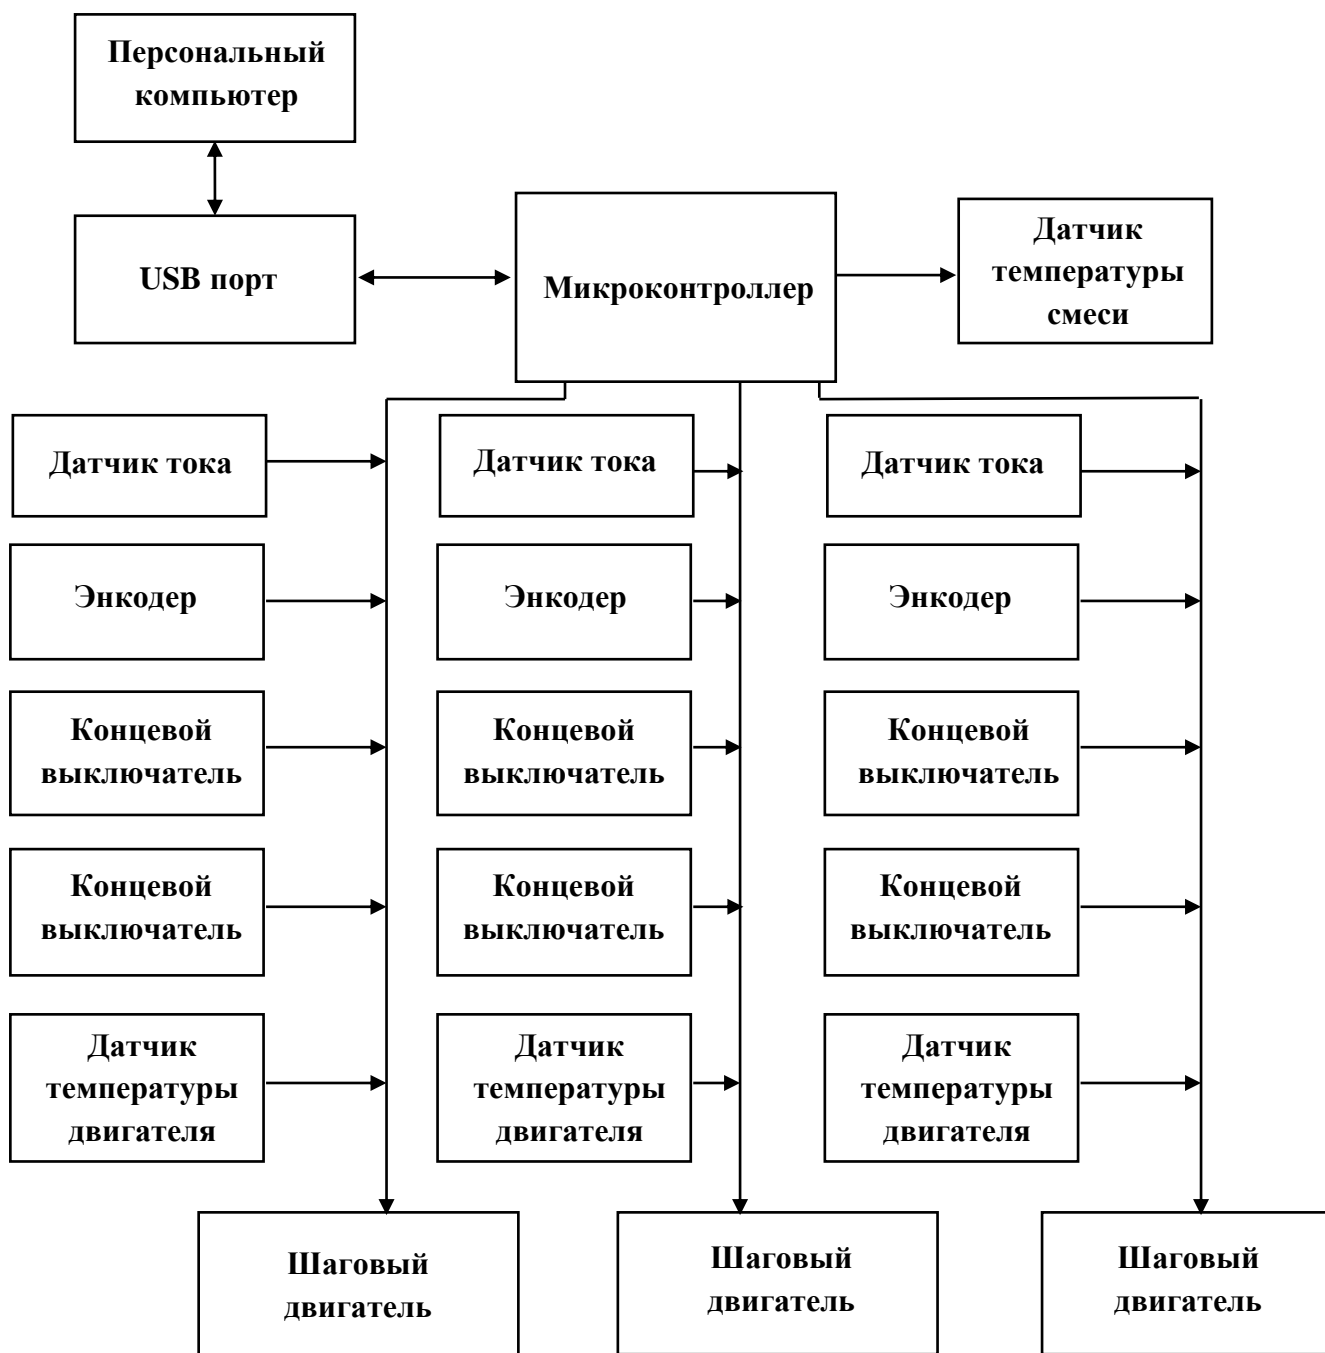 Персональный
компьютер
USB порт
Микроконтроллер
Датчик
температуры
смеси
Датчик тока
Датчик тока
Датчик тока
Энкодер
Энкодер
Энкодер
Концевой
выключатель
Концевой
выключатель
Концевой
выключатель
Концевой
выключатель
Концевой
выключатель
Концевой
выключатель
Датчик
температуры
двигателя
Датчик
температуры
двигателя
Датчик
температуры
двигателя
Шаговый
двигатель
Шаговый
двигатель
Шаговый
двигатель